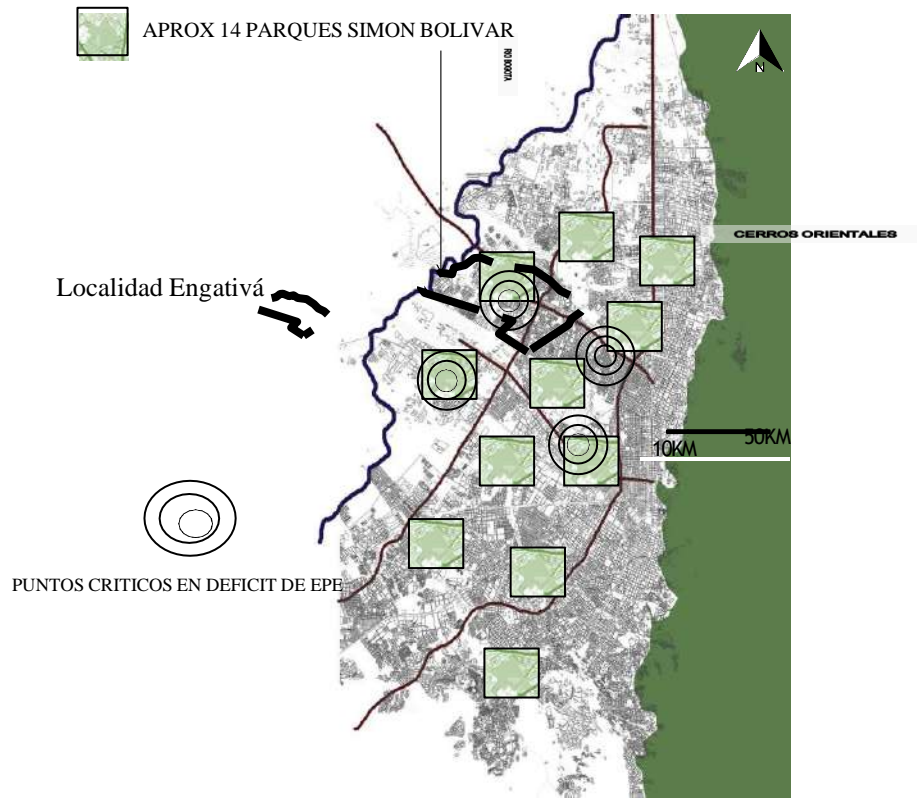 APROX 14 PARQUES SIMON BOLIVAR
RIO BOGOTA
N
CERROS ORIENTALES
Localidad Engativá
10KM
50KM
PUNTOS CRITICOS EN DEFICIT DE EPE